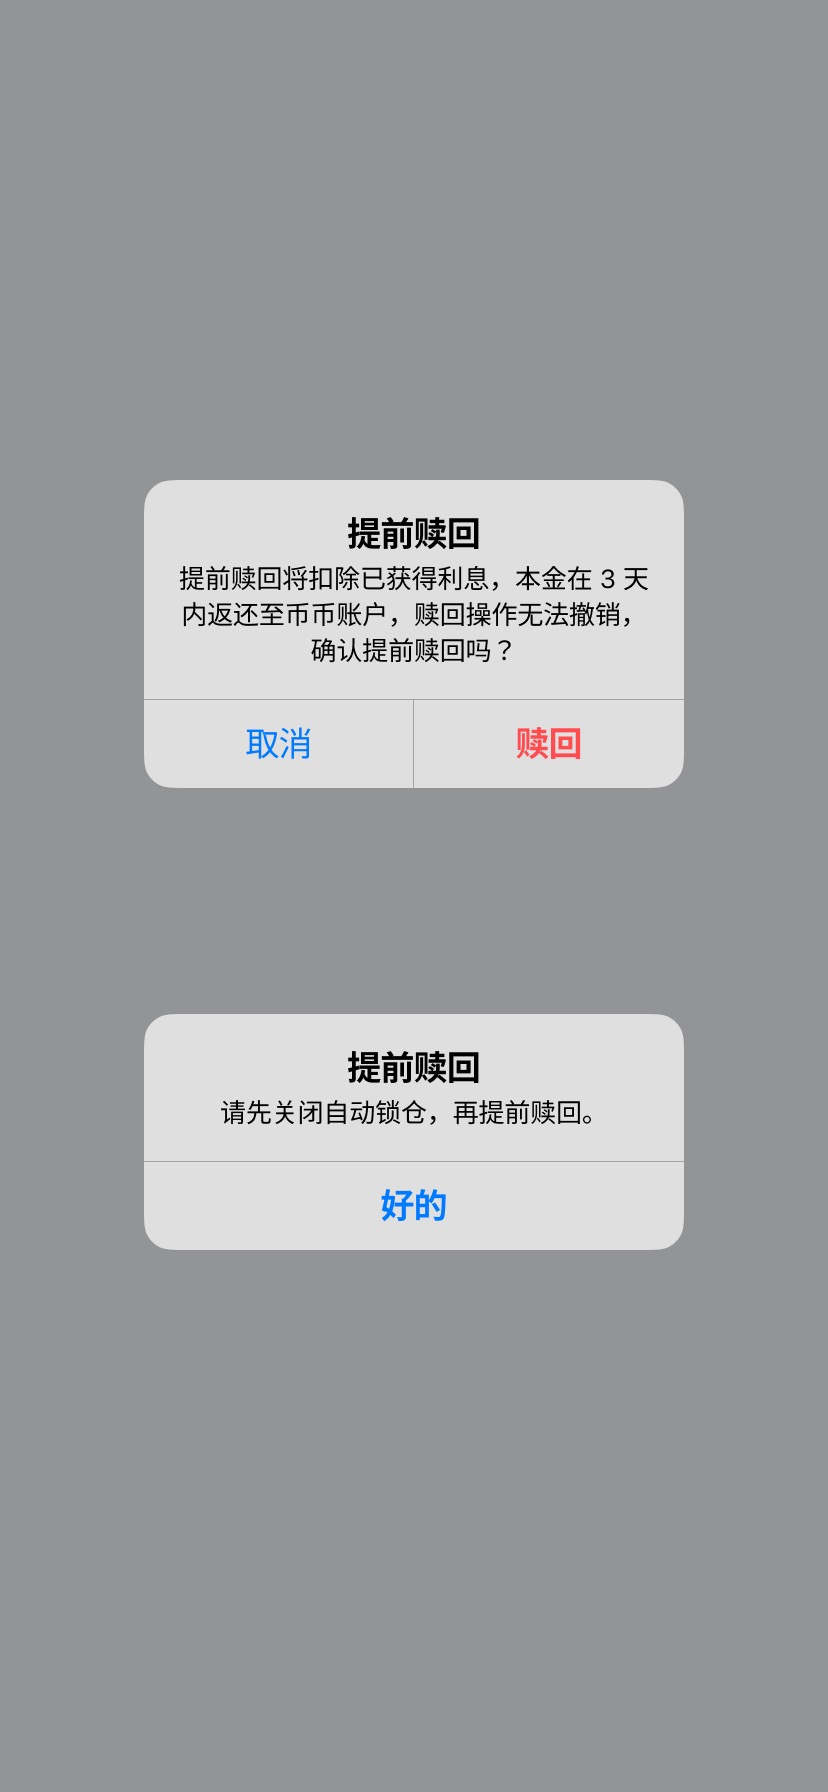 提前赎回
提前赎回将扣除已获得利息，本金在 3 天
内返还至币币账户，赎回操作无法撤销，
确认提前赎回吗？
取消
赎回
提前赎回
请先关闭自动锁仓，再提前赎回。
好的